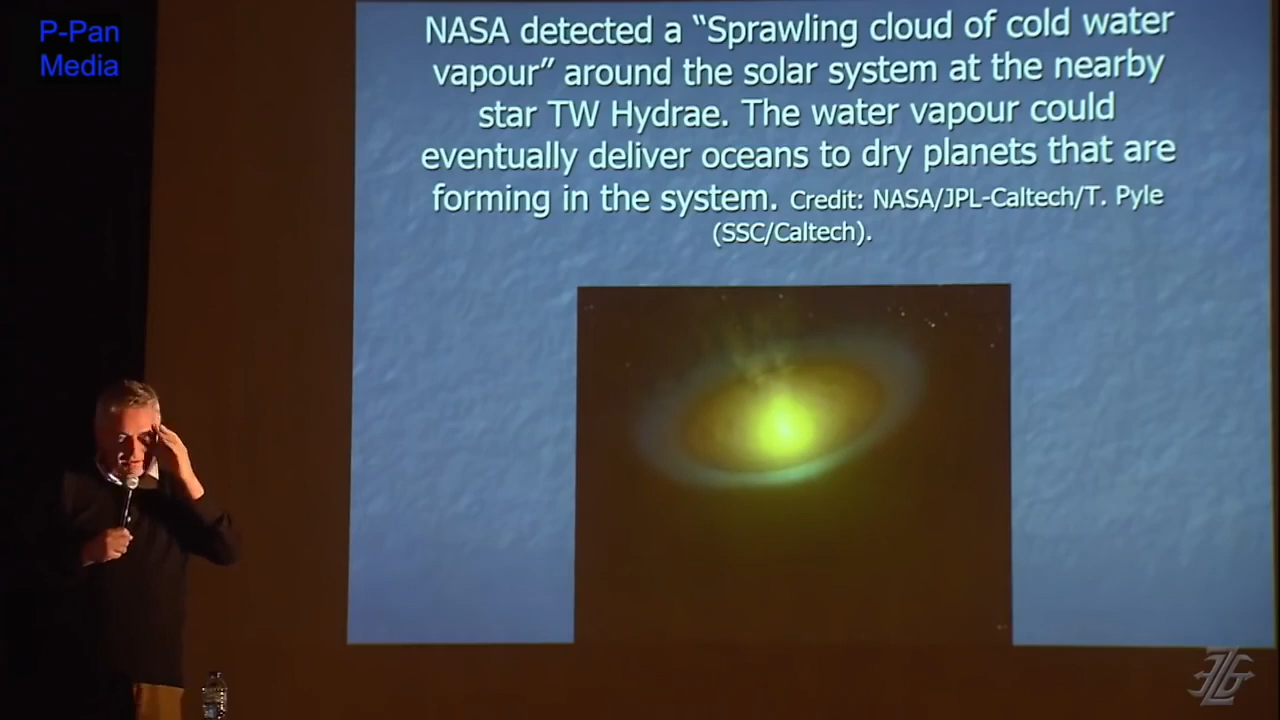 P-Pan
Media
NASA detected a “Sprawling cloud of cold water
vapour” around the solar system at the nearby
star TW Hydrae. The water vapour could
eventually deliver oceans to dry planets that are
forming in the system. Credit: NASA/JPL-Caltech/T. Pyle
(SSC/Caltech).